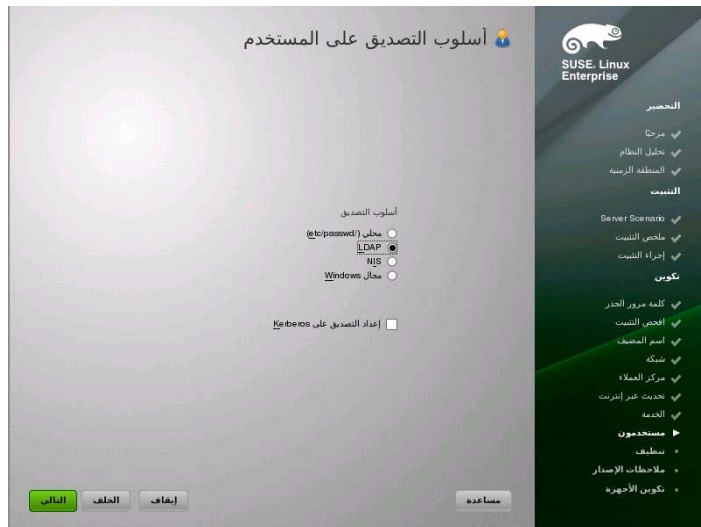 أسلوب التصديق على المستخدم
أسلوب التصديق
محلي (/etc/passwd)
LDAP
NIS
مجال Windows
إعداد التصديق على Kerberos
مساعدة
إيقاف
الخلف
التالي
SUSE. Linux
Enterprise
التحضير
مرحبًا
تحليل النظام
المنطقة الزمنية
التثبيت
Server Scenario
ملخص التثبيت
إجراء التثبيت
تكوين
كلمة مرور الجذر
افحص التثبيت
اسم المضيف
شبكة
مركز العملاء
تحديث عبر إنترنت
الخدمة
مستخدمون
تنظيف
ملاحظات الإصدار
تكوين الأجهزة